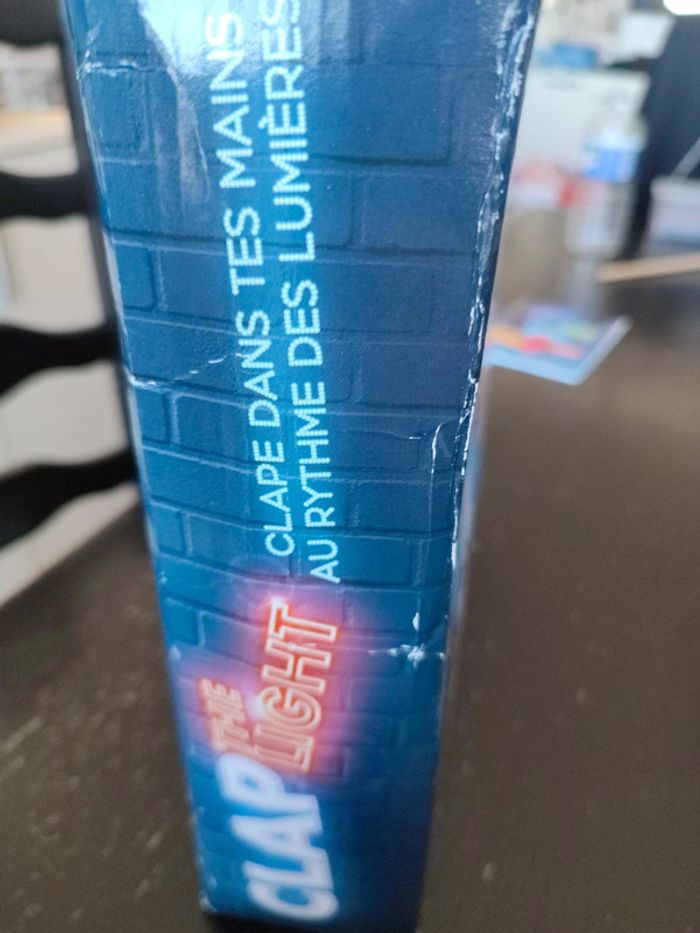 CLAP
THE
LIGHT
CLAPE DANS TES MAINS
AU RYTHME DES LUMIÈRES